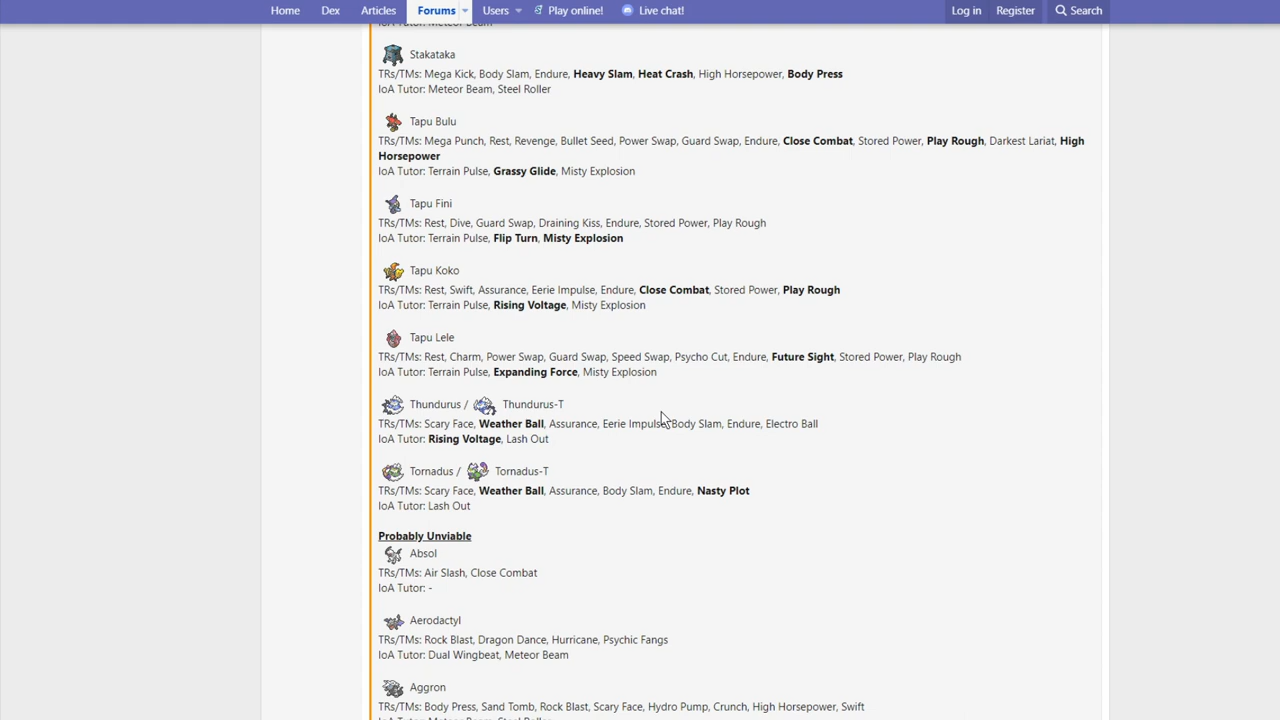 Home Dex Articles Forums Users Play online! Live chat! Log in Register Search
IoA Tutor: Meteor Beam
Stakataka
TRs/TMs: Mega Kick, Body Slam, Endure, Heavy Slam, Heat Crash, High Horsepower, Body Press
IoA Tutor: Meteor Beam, Steel Roller
Tapu Bulu
TRs/TMs: Mega Punch, Rest, Revenge, Bullet Seed, Power Swap, Guard Swap, Endure, Close Combat, Stored Power, Play Rough, Darkest Lariat, High
Horsepower
IoA Tutor: Terrain Pulse, Grassy Glide, Misty Explosion
Tapu Fini
TRs/TMs: Rest, Dive, Guard Swap, Draining Kiss, Endure, Stored Power, Play Rough
IoA Tutor: Terrain Pulse, Flip Turn, Misty Explosion
Tapu Koko
TRs/TMs: Rest, Swift, Assurance, Eerie Impulse, Endure, Close Combat, Stored Power, Play Rough
IoA Tutor: Terrain Pulse, Rising Voltage, Misty Explosion
Tapu Lele
TRs/TMs: Rest, Charm, Power Swap, Guard Swap, Speed Swap, Psycho Cut, Endure, Future Sight, Stored Power, Play Rough
IoA Tutor: Terrain Pulse, Expanding Force, Misty Explosion
Thundurus / Thundurus-T
TRs/TMs: Scary Face, Weather Ball, Assurance, Eerie Impulse, Body Slam, Endure, Electro Ball
IoA Tutor: Rising Voltage, Lash Out
Tornadus / Tornadus-T
TRs/TMs: Scary Face, Weather Ball, Assurance, Body Slam, Endure, Nasty Plot
IoA Tutor: Lash Out
Probably Unviable
Absol
TRs/TMs: Air Slash, Close Combat
IoA Tutor: -
Aerodactyl
TRs/TMs: Rock Blast, Dragon Dance, Hurricane, Psychic Fangs
IoA Tutor: Dual Wingbeat, Meteor Beam
Aggron
TRs/TMs: Body Press, Sand Tomb, Rock Blast, Scary Face, Hydro Pump, Crunch, High Horsepower, Swift
IoA Tutor: Meteor Beam, Steel Roller